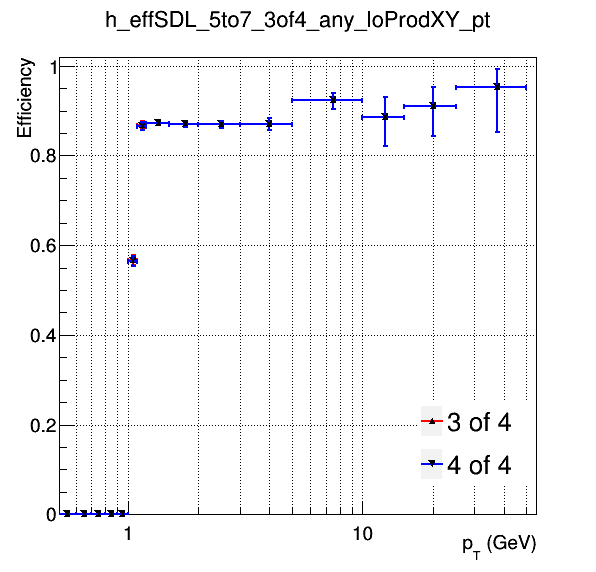 h_effSDL_5to7_3of4_any_loProdXY_pt
Efficiency
1
0.8
0.6
0.4
0.2
0
3 of 4
4 of 4
1
10
p_T (GeV)